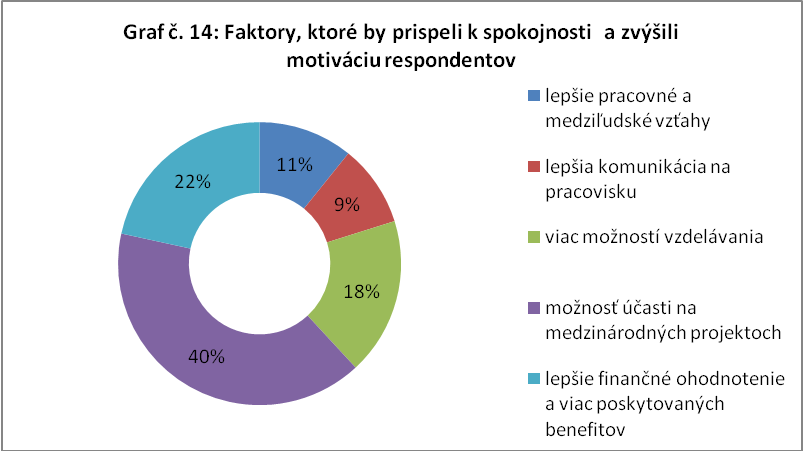 Graf č. 14: Faktory, ktoré by prispeli k spokojnosti a zvýšili
motiváciu respondentov
11%
9%
18%
40%
22%
lepšie pracovné a
medziľudské vzťahy
lepšia komunikácia na
pracovisku
viac možností vzdelávania
možnosť účasti na
medzinárodných projektoch
lepšie finančné ohodnotenie
a viac poskytovaných
benefitov